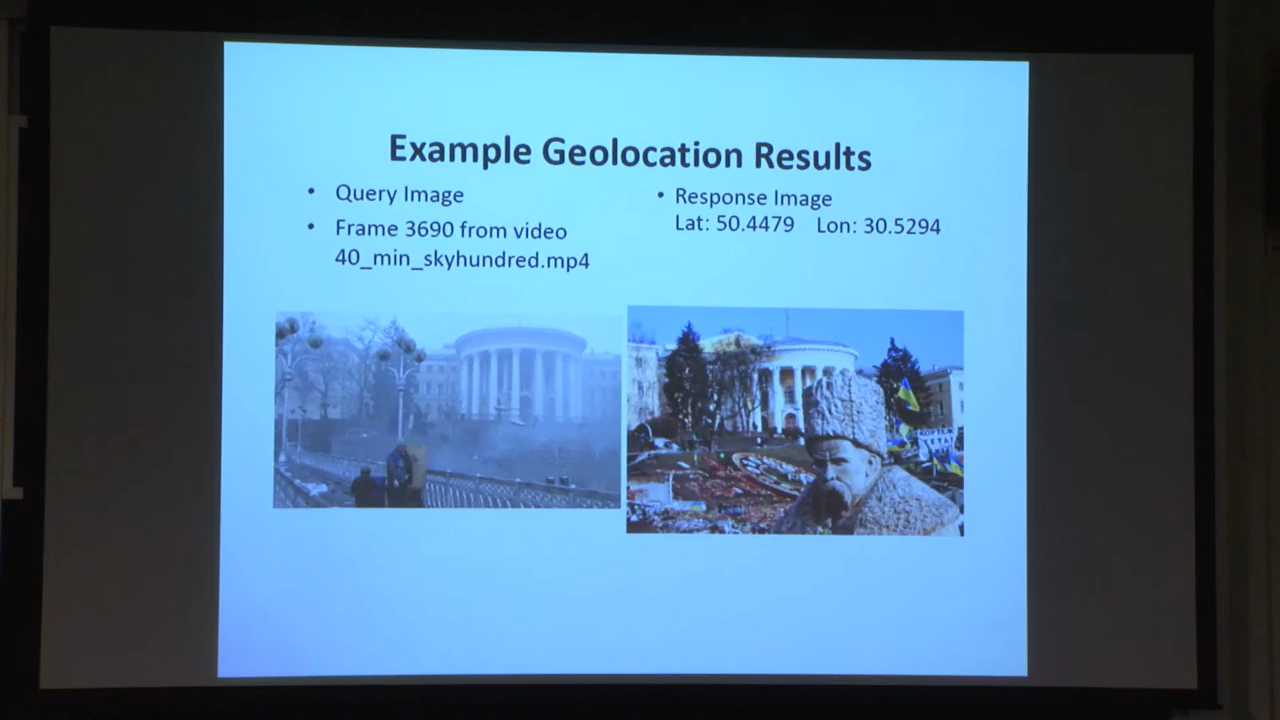 Example Geolocation Results
• Query Image
• Frame 3690 from video
40_min_skyhundred.mp4
• Response Image
Lat: 50.4479 Lon: 30.5294